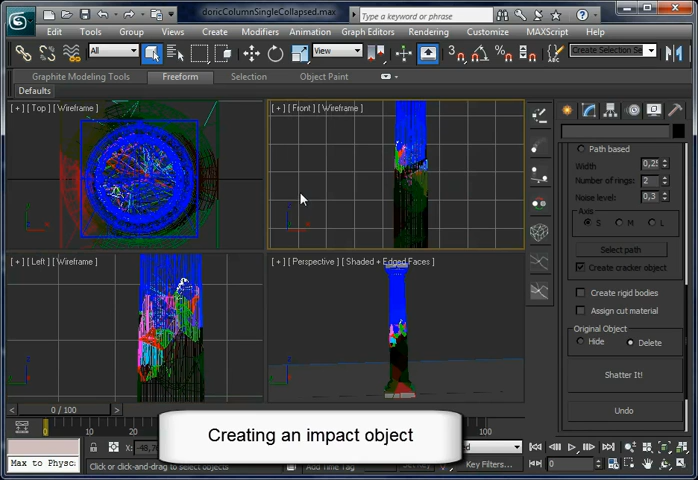 doricColumnSingleCollapsed.max
Type a keyword or phrase
Edit Tools Group Views Create Modifiers Animation Graph Editors Rendering Customize MAXScript Help
All View Create Selection Se
Graphite Modeling Tools Freeform Selection Object Paint
Defaults
[ + ] [ Top ] [ Wireframe ]
[ + ] [ Front ] [ Wireframe ]
[ + ] [ Left ] [ Wireframe ]
[ + ] [ Perspective ] [ Shaded + Edged Faces ]
Path based
Width 0,25
Number of rings: 2
Noise level: 0,3
Axis
S M L
Select path
Create cracker object
Create rigid bodies
Assign cut material
Original Object
Hide Delete
Shatter It!
Undo
0 / 100
0 10 20 100
Creating an impact object
Max to Physc
Click or click-and-drag to select objects
Add Time Tag
Key Filters...
0